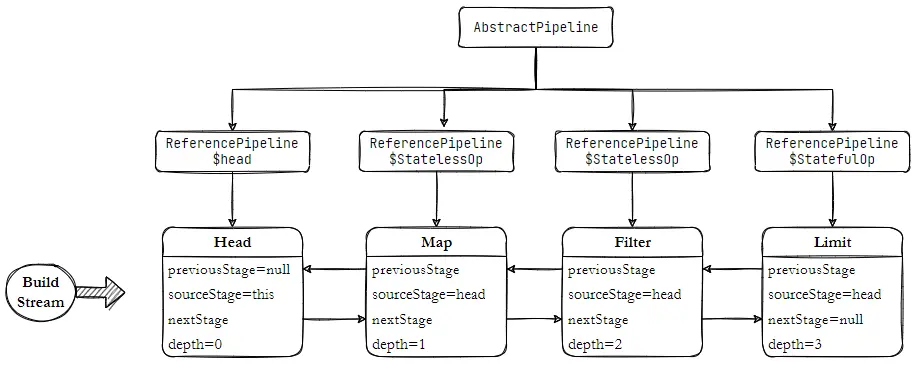 AbstractPipeline
ReferencePipeline
$head
ReferencePipeline
$StatelessOp
ReferencePipeline
$StatelessOp
ReferencePipeline
$StatefulOp
Build
Stream
Head
previousStage=null
sourceStage=this
nextStage
depth=0
Map
previousStage
sourceStage=head
nextStage
depth=1
Filter
previousStage
sourceStage=head
nextStage
depth=2
Limit
previousStage
sourceStage=head
nextStage=null
depth=3